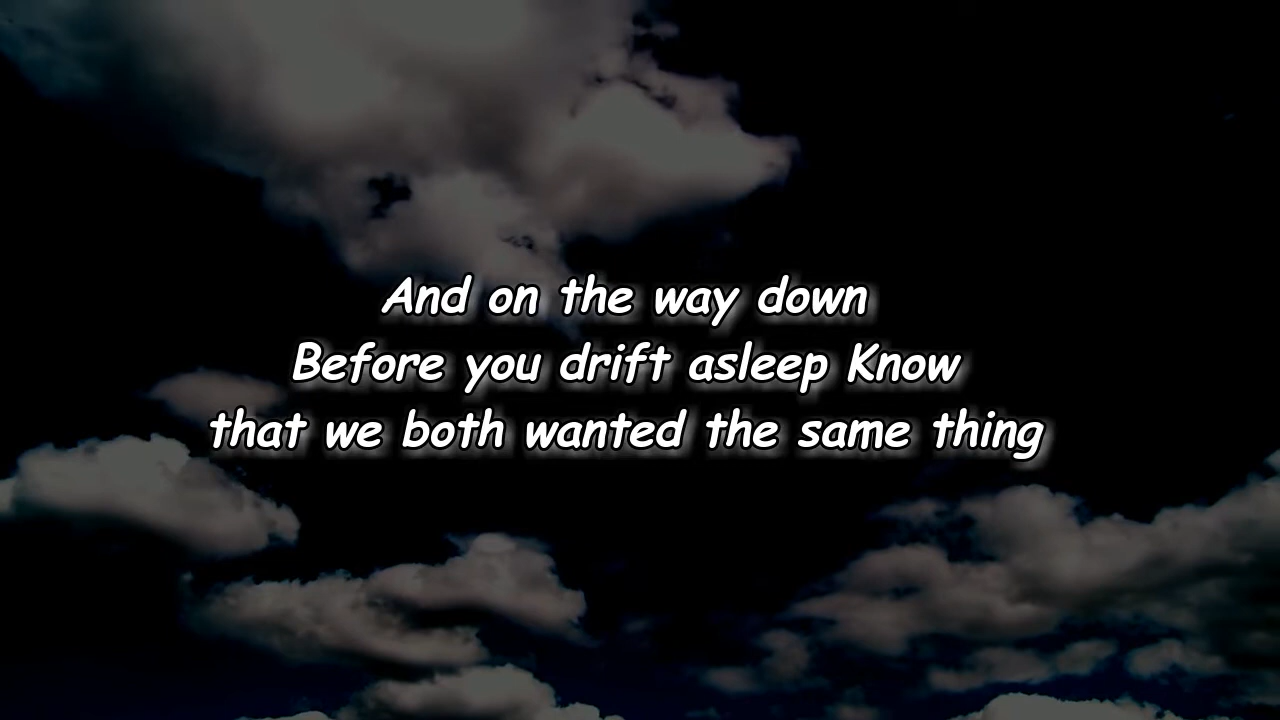 And on the way down
Before you drift asleep Know
that we both wanted the same thing